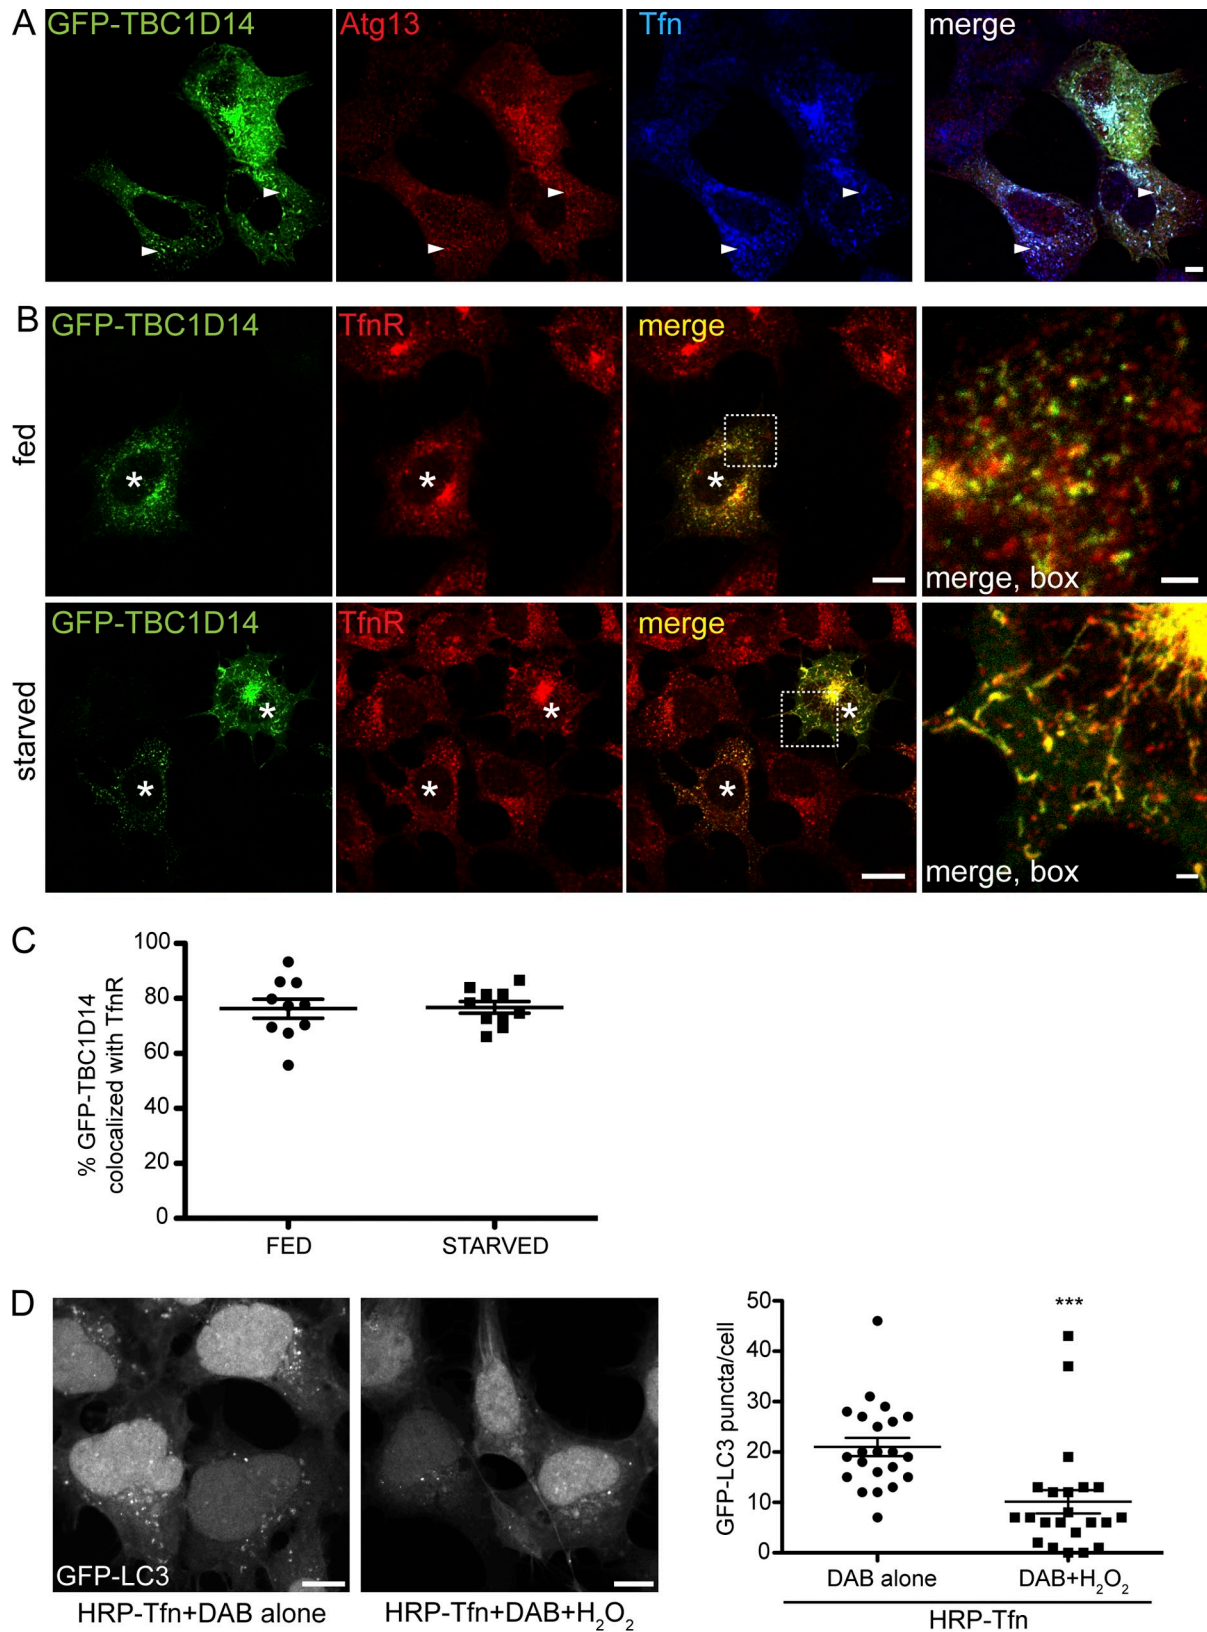 A
GFP-TBC1D14 Atg13 Tfn merge
B
fed
GFP-TBC1D14 TfnR merge
* * *
merge, box
starved
GFP-TBC1D14 TfnR merge
* * *
* * *
merge, box
C
% GFP-TBC1D14
colocalized with TfnR
100
80
60
40
20
0
FED STARVED
D
GFP-LC3
HRP-Tfn+DAB alone HRP-Tfn+DAB+H₂O₂
GFP-LC3 puncta/cell
50
40
30
20
10
0
***
DAB alone DAB+H₂O₂
HRP-Tfn